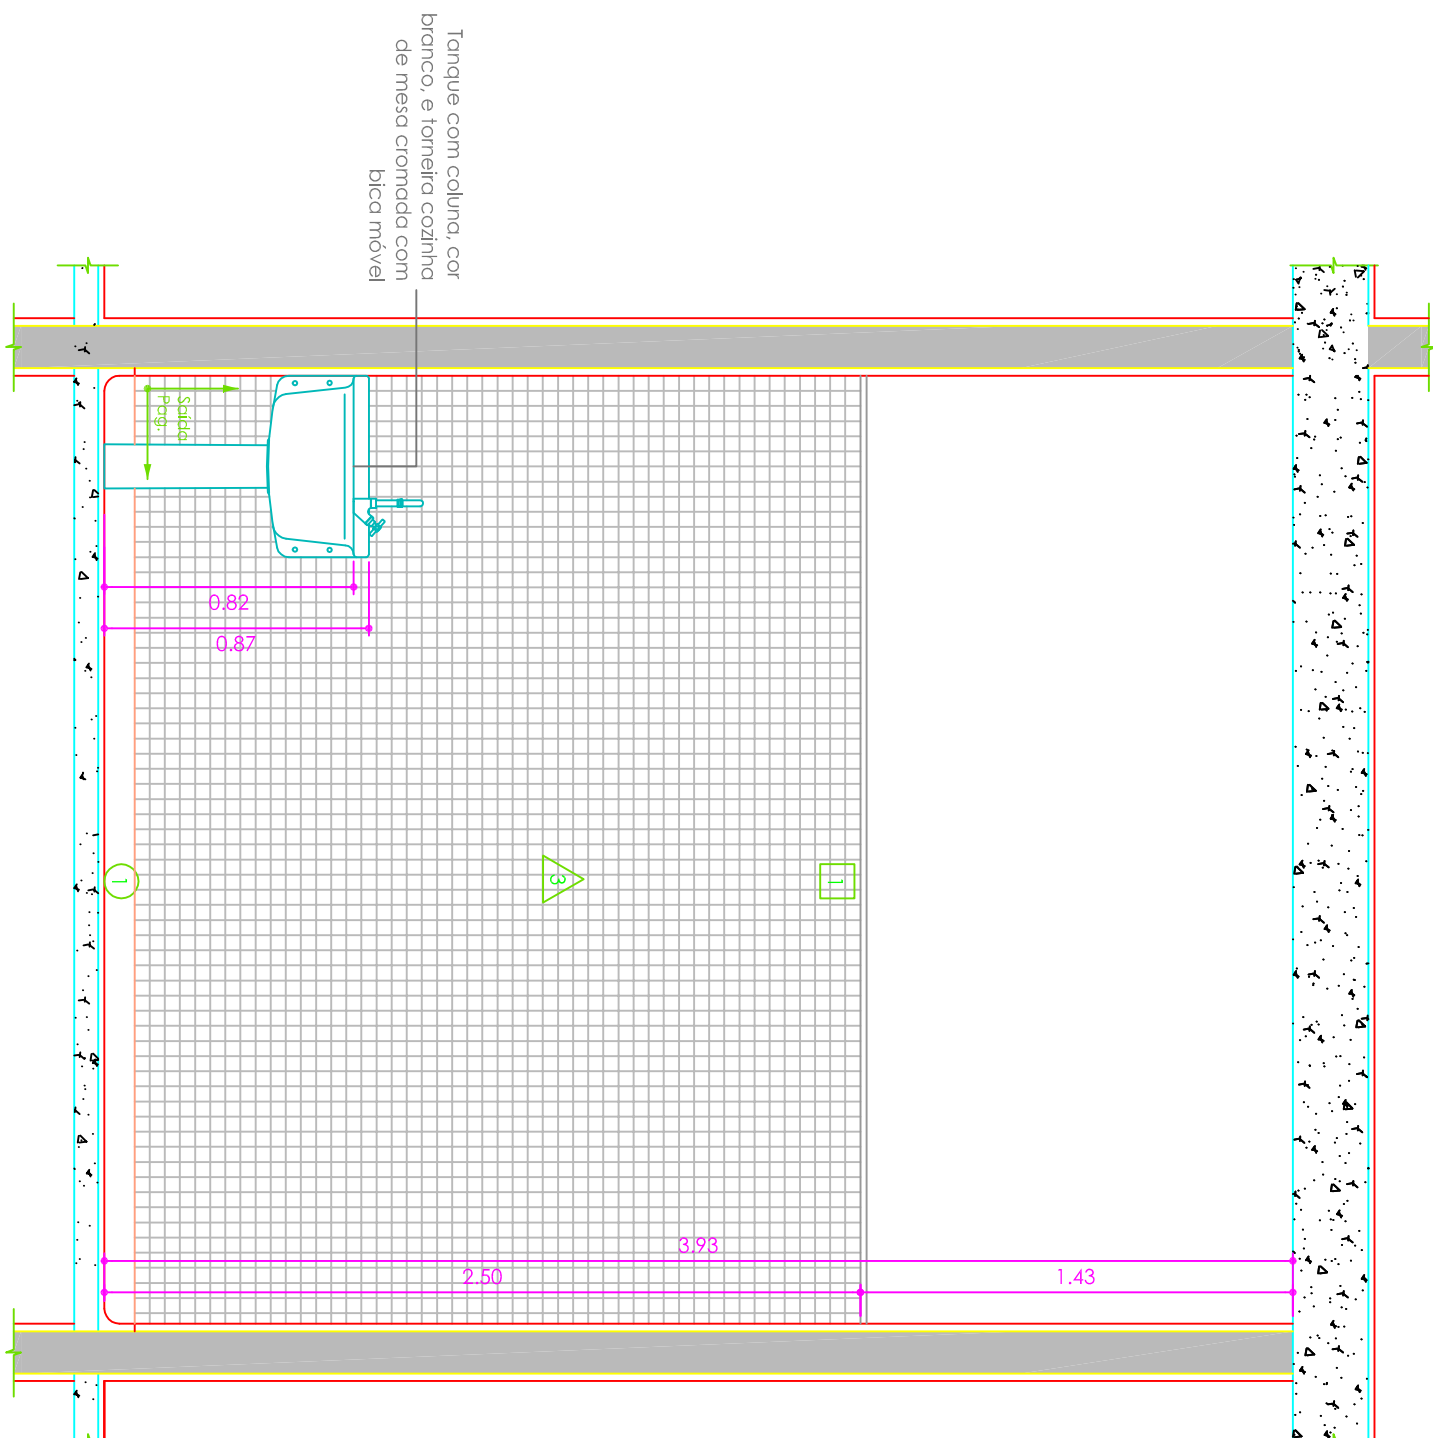 Tanque com coluna, cor
branco, e torneira cozinha
de mesa cromada com
bica móvel
Saída
Pag.
0.82
0.87
1
3
1
3.93
2.50
1.43